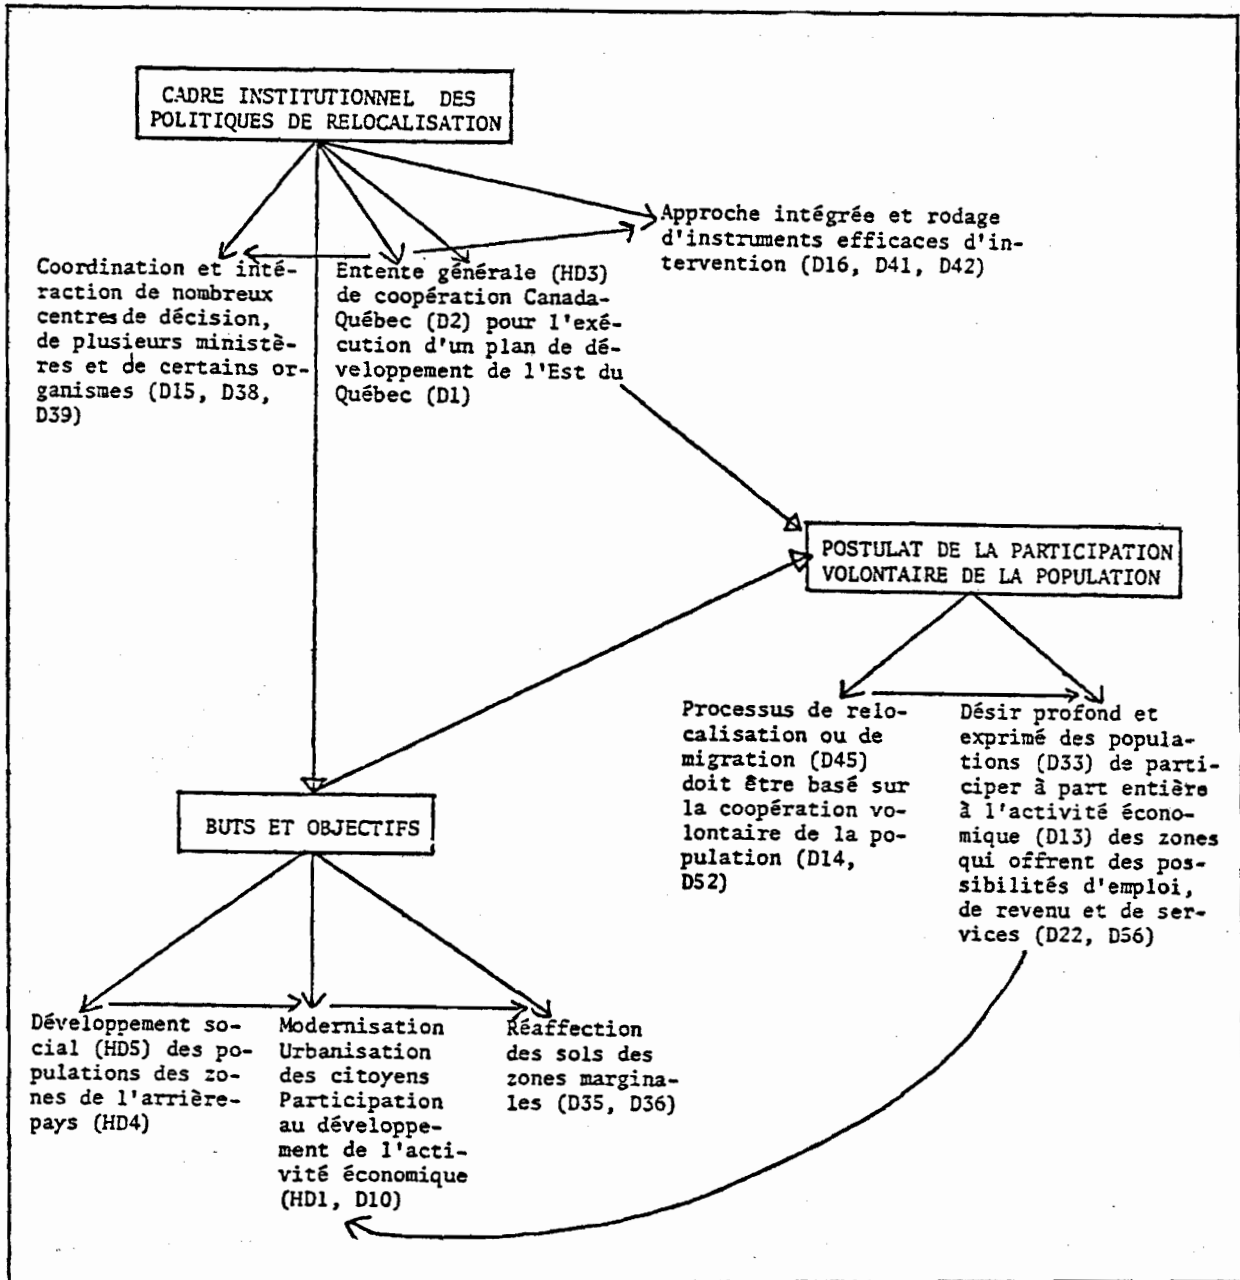 CADRE INSTITUTIONNEL DES
POLITIQUES DE RELOCALISATION
Approche intégrée et rodage
d'instruments efficaces d'in-
tervention (D16, D41, D42)
Coordination et inté-
raction de nombreux
centres de décision,
de plusieurs ministè-
res et de certains or-
ganismes (D15, D38,
D39)
Entente générale (HD3)
de coopération Canada-
Québec (D2) pour l'exé-
cution d'un plan de dé-
veloppement de l'Est du
Québec (D1)
POSTULAT DE LA PARTICIPATION
VOLONTAIRE DE LA POPULATION
Processus de relo-
calisation ou de
migration (D45)
doit être basé sur
la coopération vo-
lontaire de la po-
pulation (D14,
D52)
Désir profond et
exprimé des popula-
tions (D33) de parti-
ciper à part entière
à l'activité écono-
mique (D13) des zones
qui offrent des pos-
sibilités d'emploi,
de revenu et de ser-
vices (D22, D56)
BUTS ET OBJECTIFS
Développement so-
cial (HD5) des po-
pulations des zo-
nes de l'arrière-
pays (HD4)
Modernisation
Urbanisation
des citoyens
Participation
au développe-
ment de l'acti-
vité économique
(HD1, D10)
Réaffection
des sols des
zones margina-
les (D35, D36)